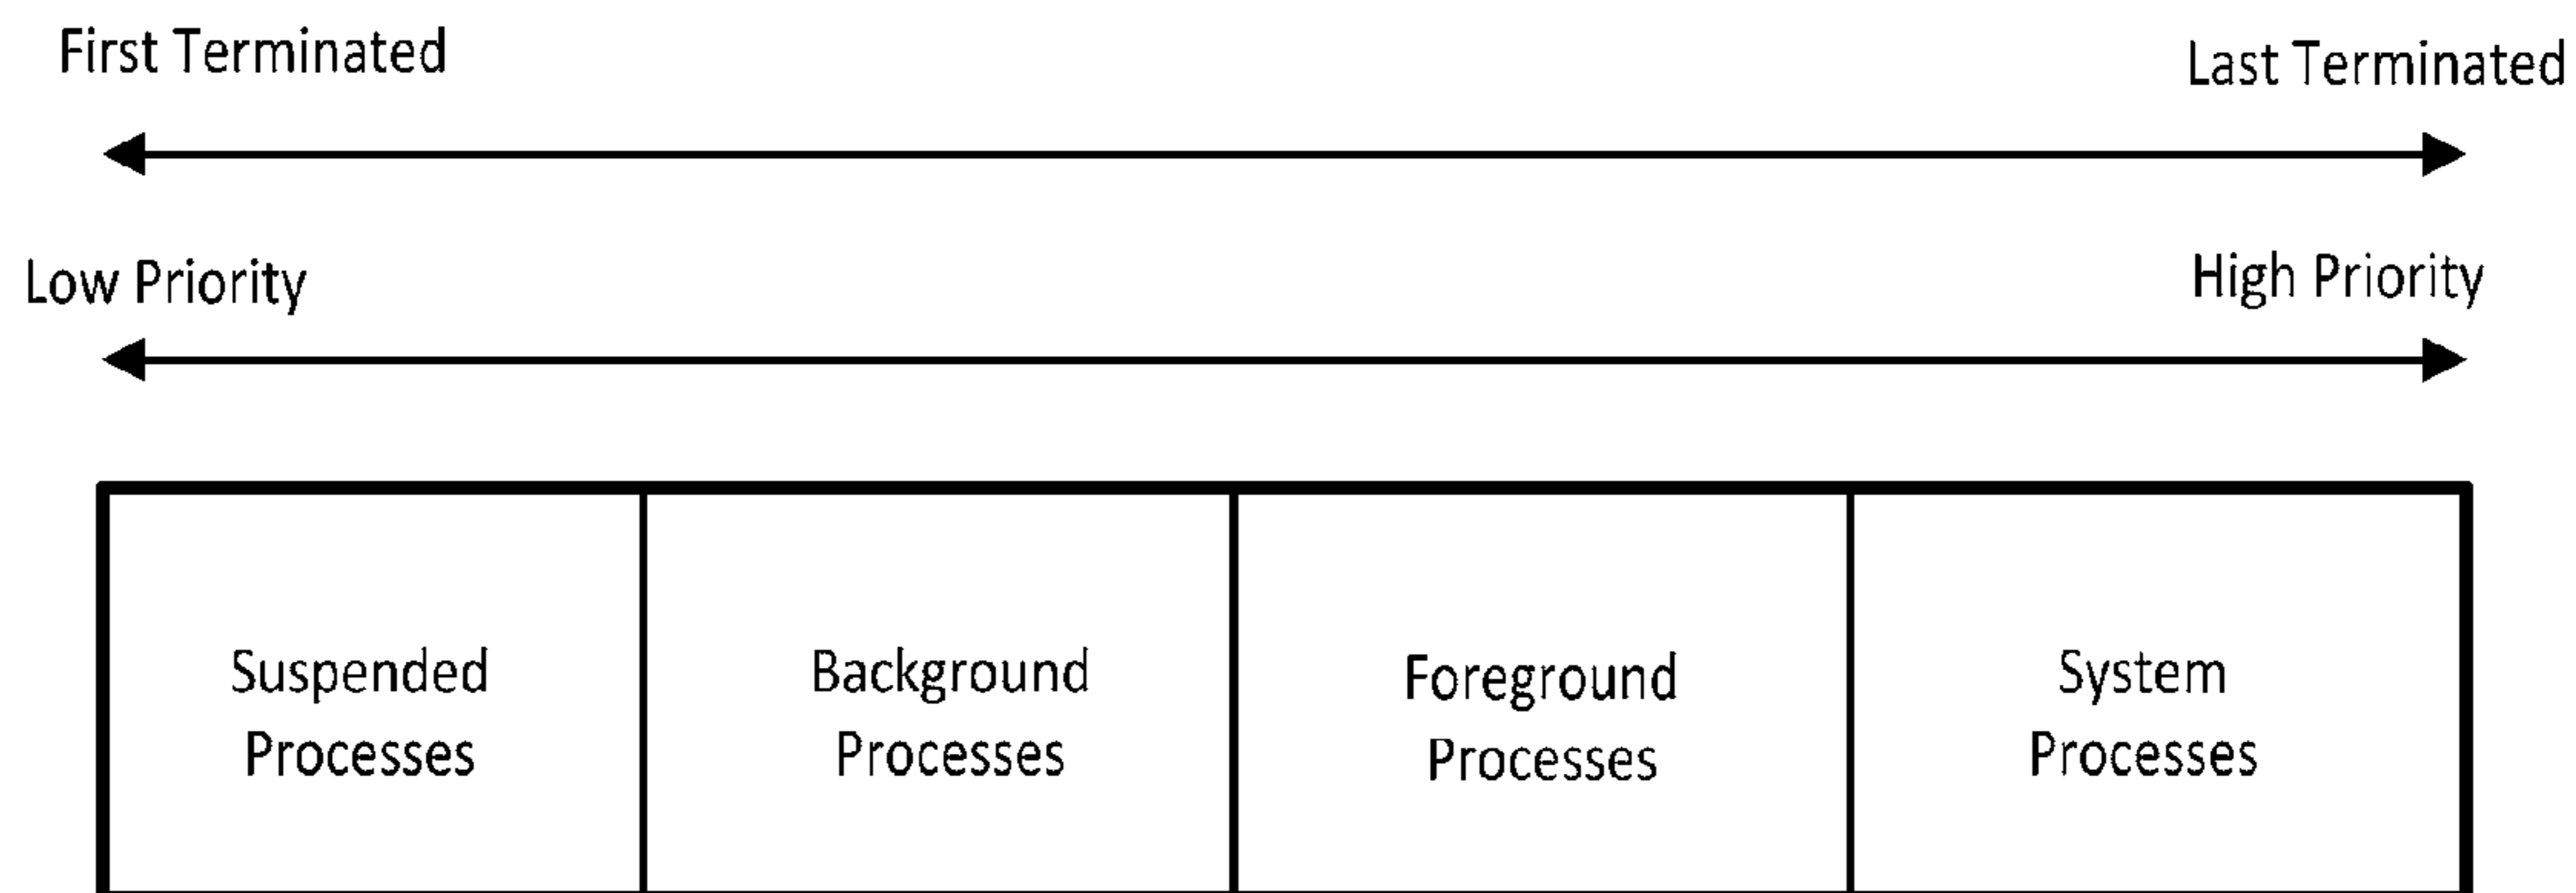 First Terminated
Last Terminated
Low Priority
High Priority
Suspended
Processes
Background
Processes
Foreground
Processes
System
Processes